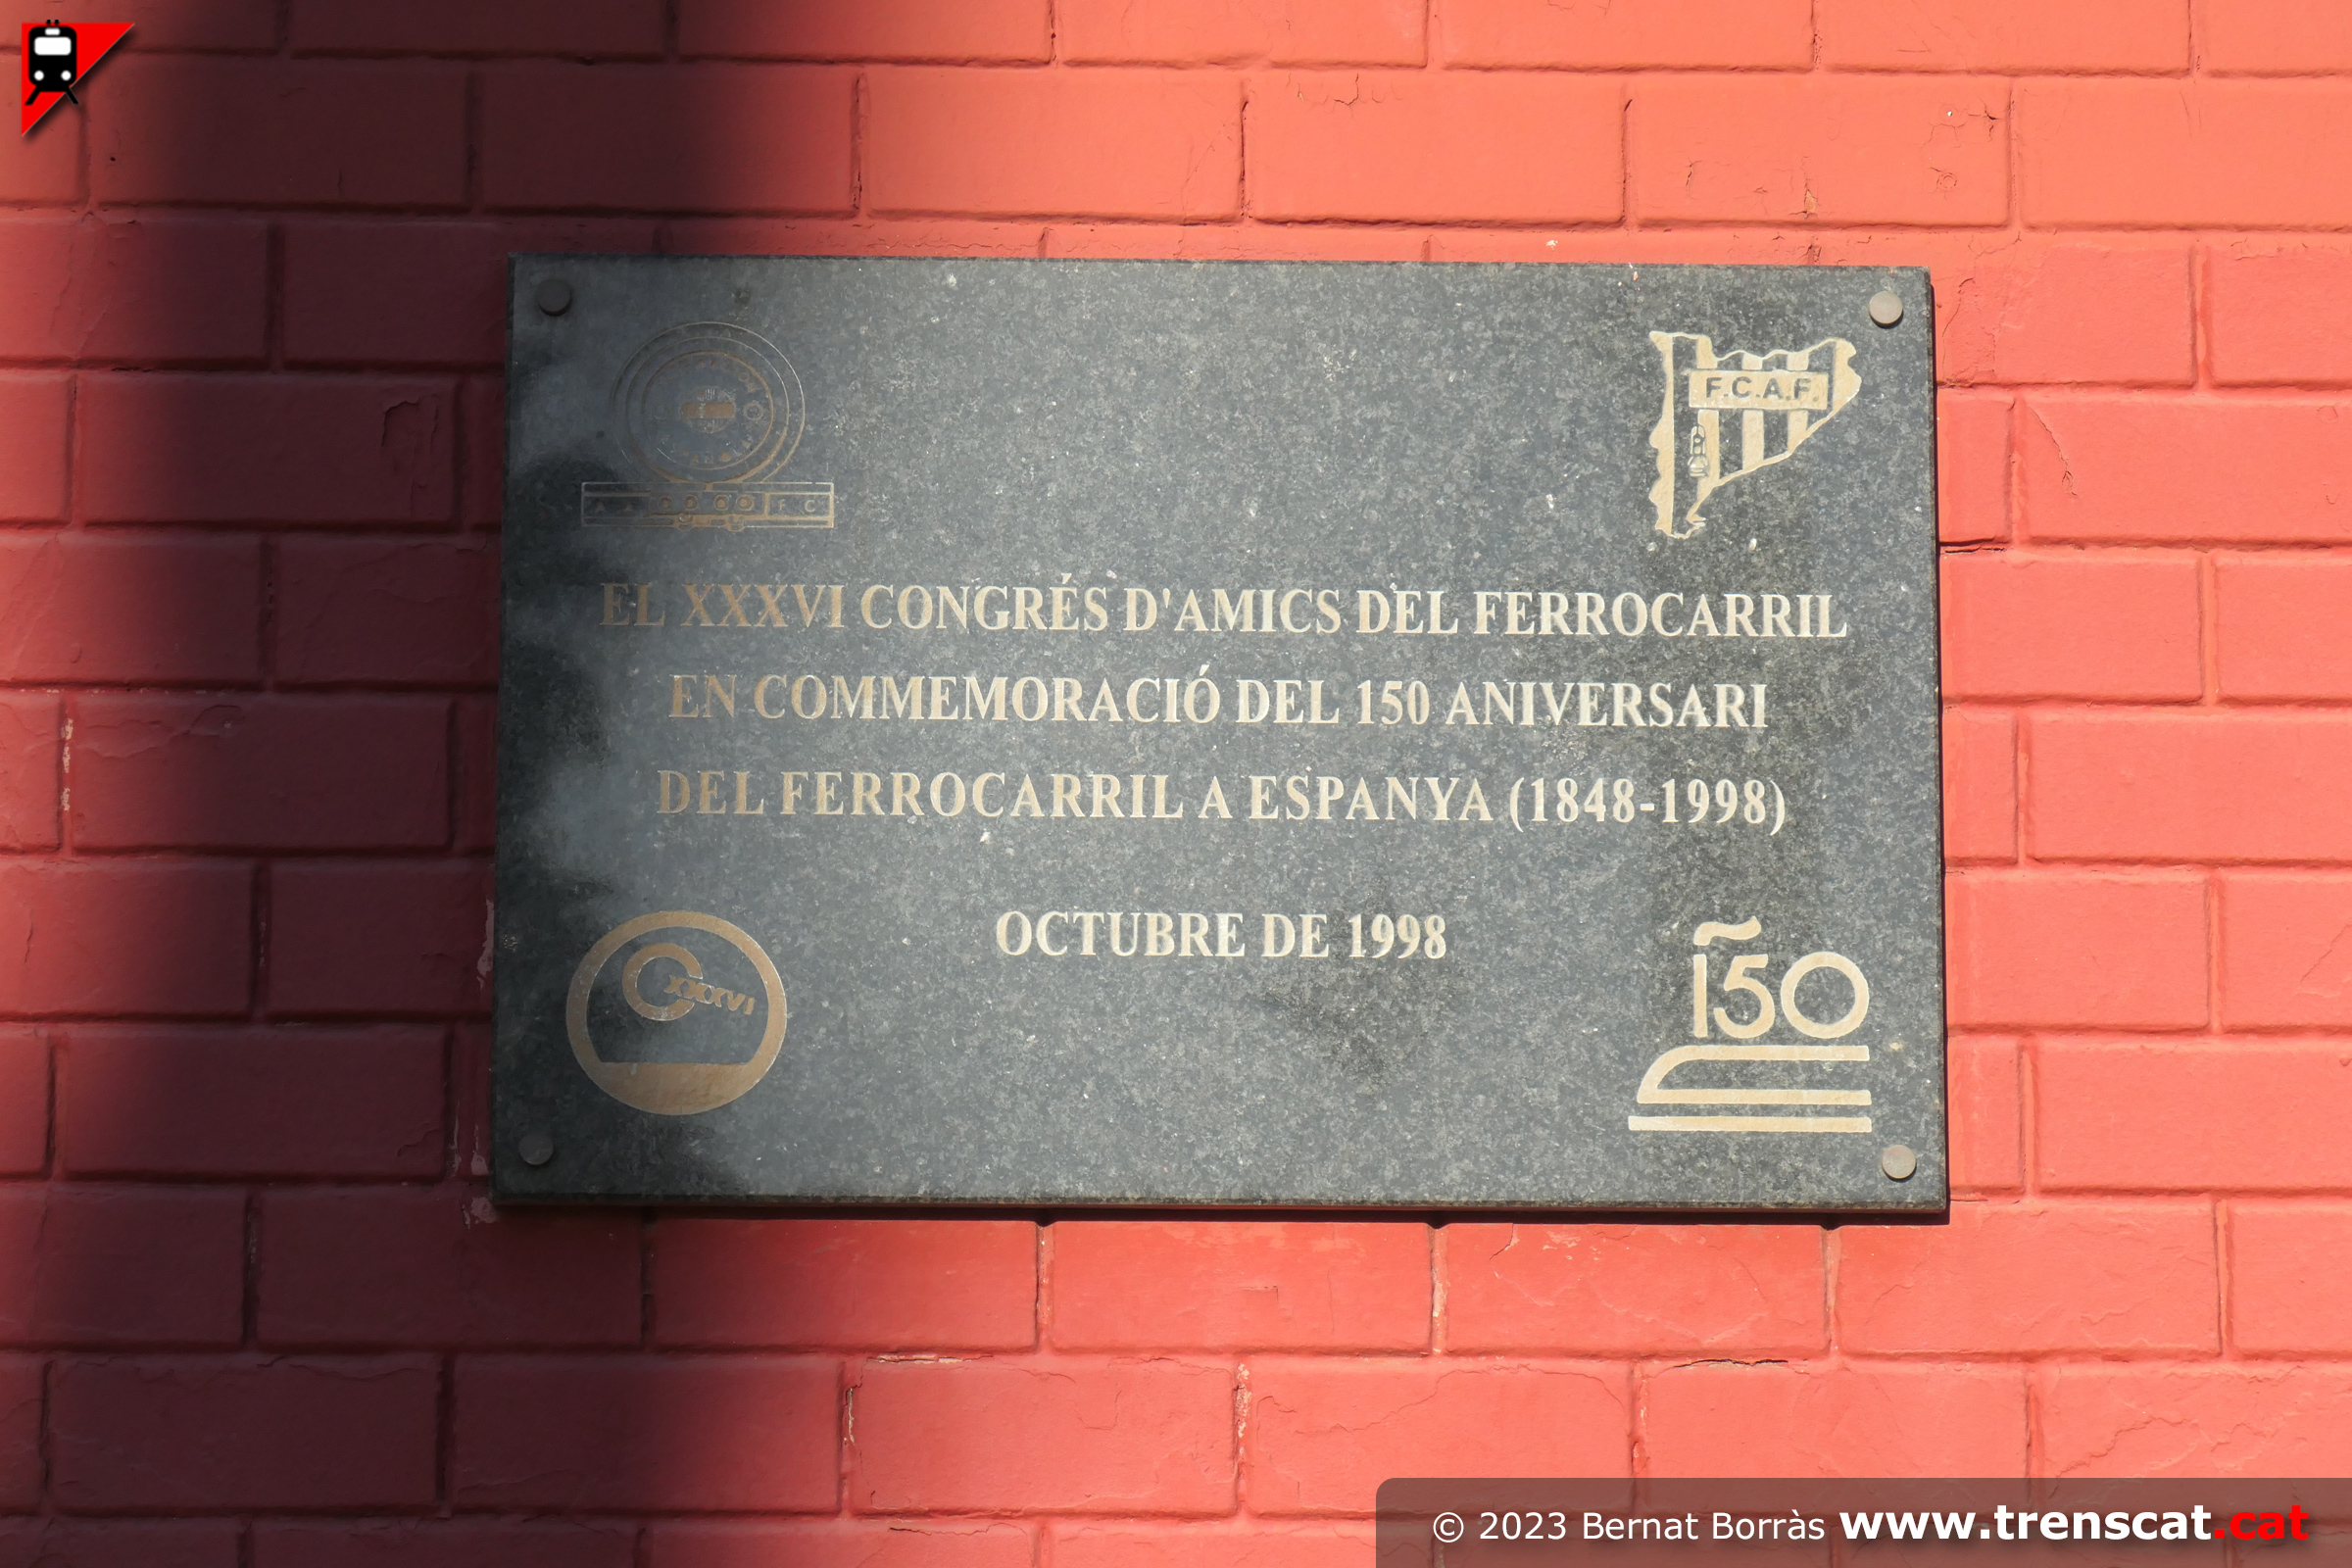 F.C.A.F.
EL XXXVI CONGRÉS D'AMICS DEL FERROCARRIL
EN COMMEMORACIÓ DEL 150 ANIVERSARI
DEL FERROCARRIL A ESPANYA (1848-1998)
OCTUBRE DE 1998
XXXVI
150
© 2023 Bernat Borràs www.trenscat.cat